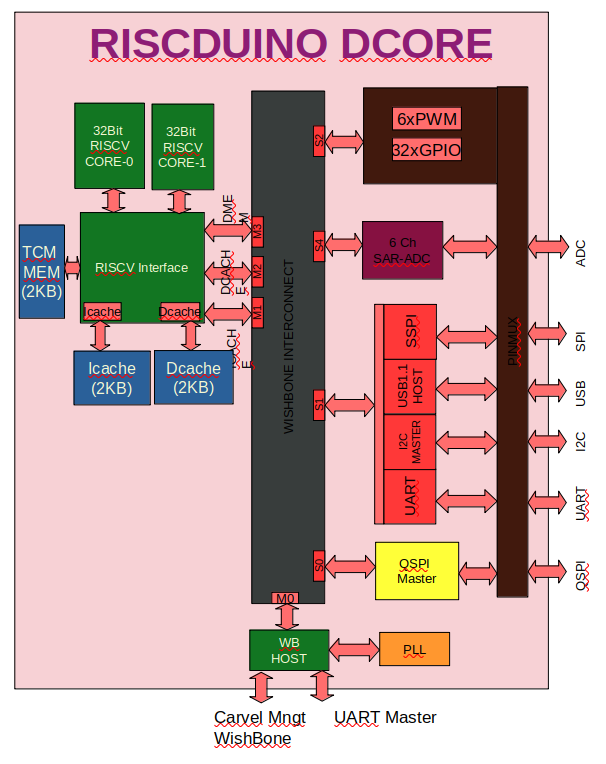 RISCDUINO DCORE
32Bit
RISCV
CORE-0
32Bit
RISCV
CORE-1
6xPWM
32xGPIO
S2
DME
M
M3
TCM
MEM
(2KB)
RISCV Interface
DCACH
E
M2
S4
6 Ch
SAR-ADC
ADC
Icache
Dcache
M1
ICACH
E
WISHBONE INTERCONNECT
PINMUX
Icache
(2KB)
Dcache
(2KB)
S1
SSPI
USB1.1
HOST
I2C
MASTER
UART
SPI
USB
I2C
UART
S0
QSPI
Master
QSPI
M0
WB
HOST
PLL
Carvel Mngt
WishBone
UART Master